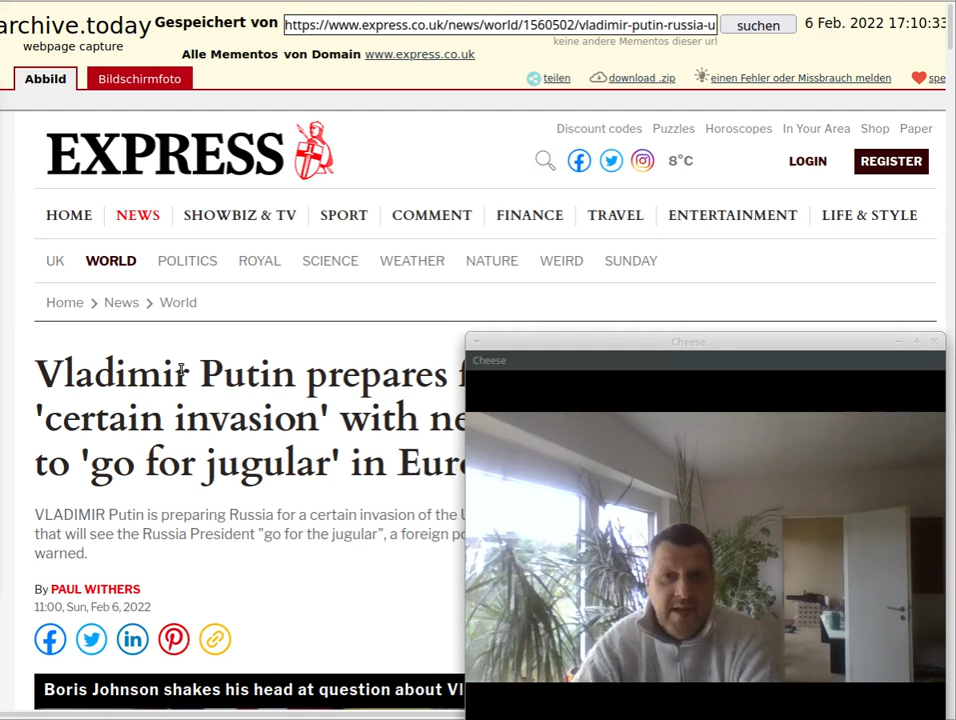 archive.today
webpage capture
Gespeichert von https://www.express.co.uk/news/world/1560502/vladimir-putin-russia-u suchen 6 Feb. 2022 17:10:33
keine andere Mementos dieser url
Alle Mementos von Domain www.express.co.uk
Abbild Bildschirmfoto teilen download .zip einen Fehler oder Missbrauch melden spe
Discount codes Puzzles Horoscopes In Your Area Shop Paper
EXPRESS 8°C LOGIN REGISTER
HOME NEWS SHOWBIZ & TV SPORT COMMENT FINANCE TRAVEL ENTERTAINMENT LIFE & STYLE
UK WORLD POLITICS ROYAL SCIENCE WEATHER NATURE WEIRD SUNDAY
Home News World
Vladimir Putin prepares f
'certain invasion' with ne
to 'go for jugular' in Eur
VLADIMIR Putin is preparing Russia for a certain invasion of the U
that will see the Russia President "go for the jugular", a foreign po
warned.
By PAUL WITHERS
11:00, Sun, Feb 6, 2022
Boris Johnson shakes his head at question about Vl
Cheese
Cheese